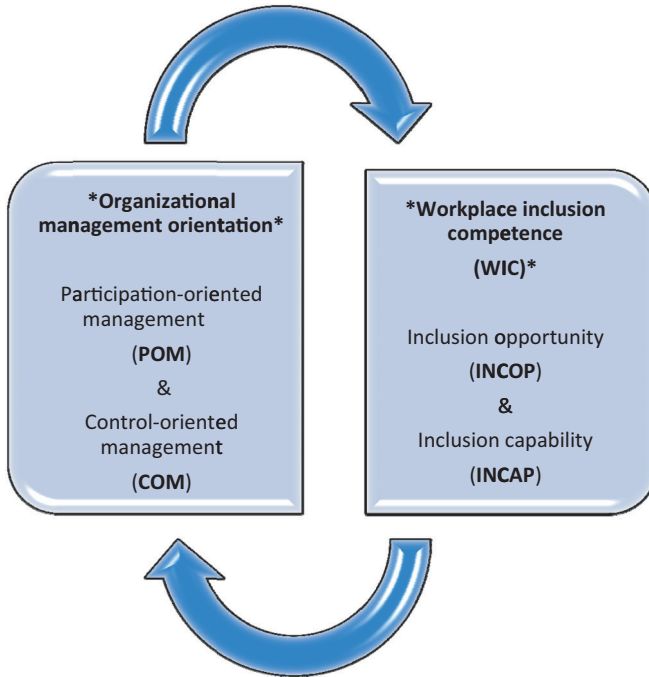 *Organizational
management orientation*
Participation-oriented
management
(POM)
&
Control-oriented
management
(COM)
*Workplace inclusion
competence
(WIC)*
Inclusion opportunity
(INCOP)
&
Inclusion capability
(INCAP)